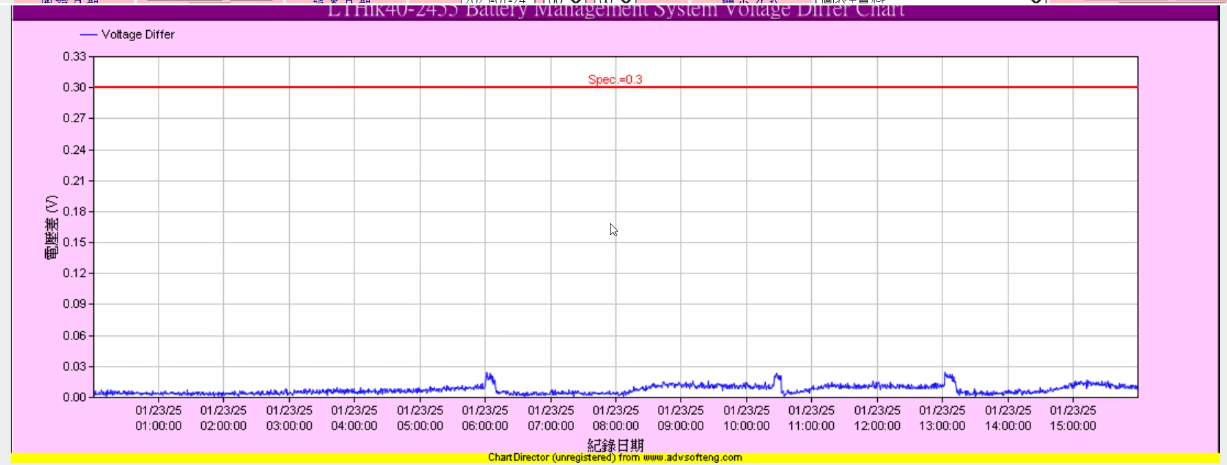 LTHik40-2455 Battery Management System Voltage Differ Chart
Voltage Differ
0.33
Spec.=0.3
0.30
0.27
0.24
0.21
0.18
0.15
0.12
0.09
0.06
0.03
0.00
電壓差 (V)
01/23/25 01/23/25 01/23/25 01/23/25 01/23/25 01/23/25 01/23/25 01/23/25 01/23/25 01/23/25 01/23/25 01/23/25 01/23/25 01/23/25 01/23/25
01:00:00 02:00:00 03:00:00 04:00:00 05:00:00 06:00:00 07:00:00 08:00:00 09:00:00 10:00:00 11:00:00 12:00:00 13:00:00 14:00:00 15:00:00
紀錄日期
ChartDirector (unregistered) from www.advsofteng.com